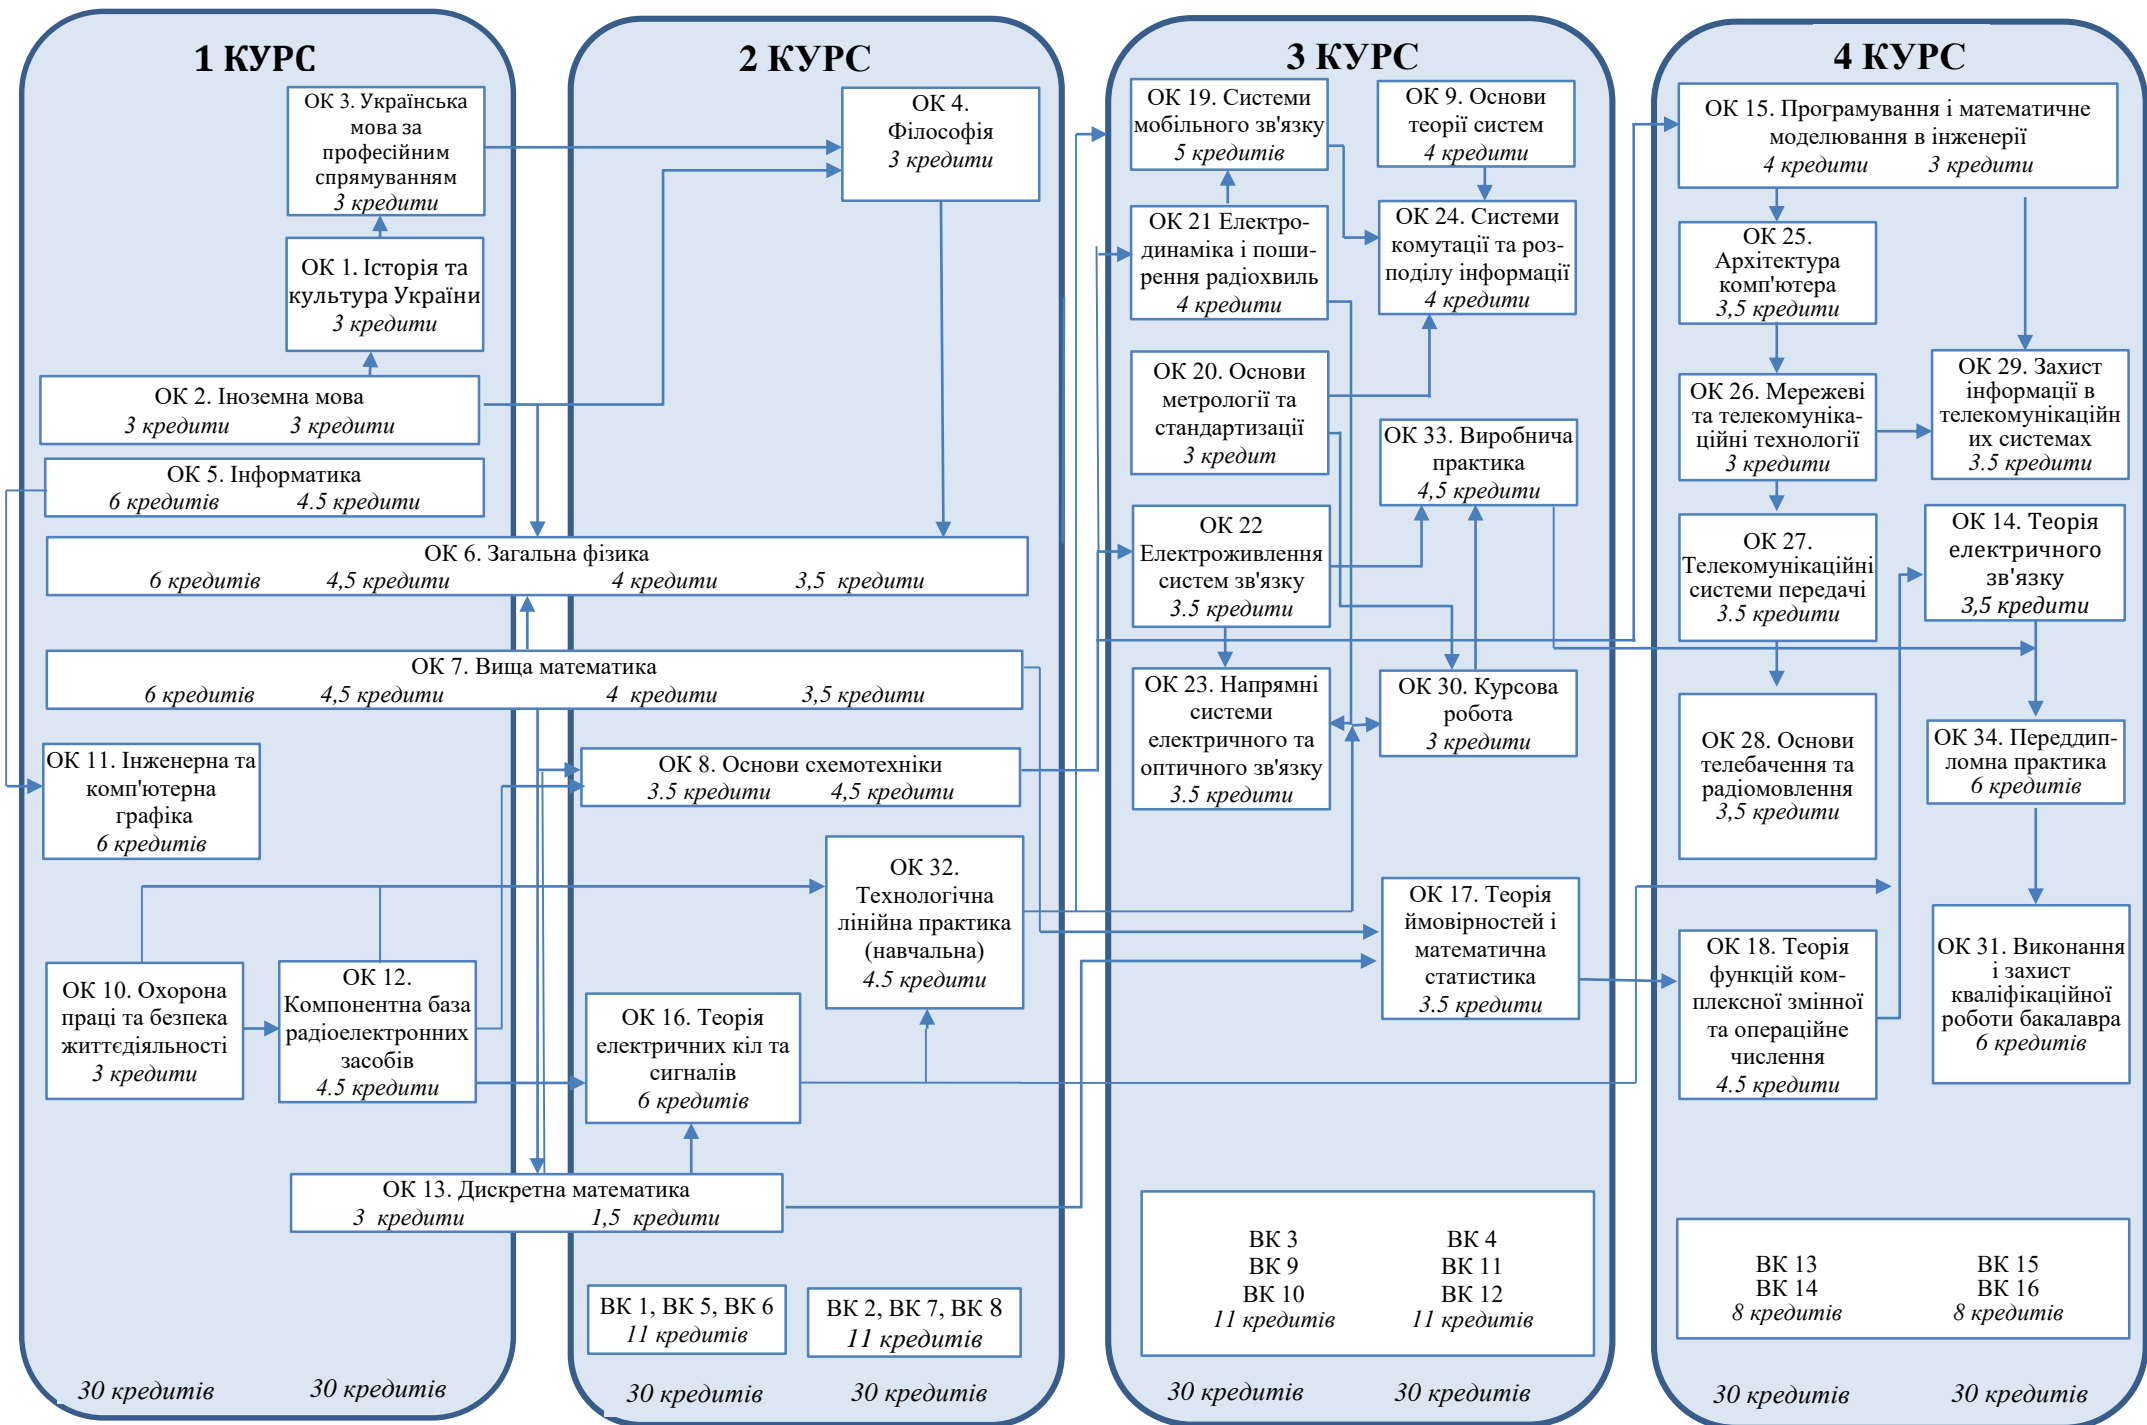 1 КУРС
ОК 3. Українська
мова за
професійним
спрямуванням
3 кредити
ОК 1. Історія та
культура України
3 кредити
ОК 2. Іноземна мова
3 кредити 3 кредити
ОК 5. Інформатика
6 кредитів 4.5 кредити
ОК 6. Загальна фізика
6 кредитів 4,5 кредити 4 кредити 3,5 кредити
ОК 7. Вища математика
6 кредитів 4,5 кредити 4 кредити 3,5 кредити
ОК 11. Інженерна та
комп'ютерна
графіка
6 кредитів
ОК 10. Охорона
праці та безпека
життєдіяльності
3 кредити
ОК 12.
Компонентна база
радіоелектронних
засобів
4.5 кредити
ОК 13. Дискретна математика
3 кредити 1,5 кредити
30 кредитів 30 кредитів
2 КУРС
ОК 4.
Філософія
3 кредити
ОК 8. Основи схемотехніки
3.5 кредити 4,5 кредити
ОК 32.
Технологічна
лінійна практика
(навчальна)
4.5 кредити
ОК 16. Теорія
електричних кіл та
сигналів
6 кредитів
ВК 1, ВК 5, ВК 6
11 кредитів
ВК 2, ВК 7, ВК 8
11 кредитів
30 кредитів 30 кредитів
3 КУРС
ОК 19. Системи
мобільного зв'язку
5 кредитів
ОК 9. Основи
теорії систем
4 кредити
ОК 21 Електро-
динаміка і поши-
рення радіохвиль
4 кредити
ОК 24. Системи
комутації та роз-
поділу інформації
4 кредити
ОК 20. Основи
метрології та
стандартизації
3 кредит
ОК 33. Виробнича
практика
4,5 кредити
ОК 22
Електроживлення
систем зв'язку
3.5 кредити
ОК 23. Напрямні
системи
електричного та
оптичного зв'язку
3.5 кредити
ОК 30. Курсова
робота
3 кредити
ОК 17. Теорія
ймовірностей і
математична
статистика
3.5 кредити
ВК 3
ВК 9
ВК 10
11 кредитів
ВК 4
ВК 11
ВК 12
11 кредитів
30 кредитів 30 кредитів
4 КУРС
ОК 15. Програмування і математичне
моделювання в інженерії
4 кредити 3 кредити
ОК 25.
Архітектура
комп'ютера
3,5 кредити
ОК 26. Мережеві
та телекомуніка-
ційні технології
3 кредити
ОК 29. Захист
інформації в
телекомунікаційн
их системах
3.5 кредити
ОК 27.
Телекомунікаційні
системи передачі
3.5 кредити
ОК 14. Теорія
електричного
зв'язку
3,5 кредити
ОК 28. Основи
телебачення та
радіомовлення
3,5 кредити
ОК 34. Переддип-
ломна практика
6 кредитів
ОК 18. Теорія
функцій ком-
плексної змінної
та операційне
числення
4.5 кредити
ОК 31. Виконання
і захист
кваліфікаційної
роботи бакалавра
6 кредитів
ВК 13
ВК 14
8 кредитів
ВК 15
ВК 16
8 кредитів
30 кредитів 30 кредитів